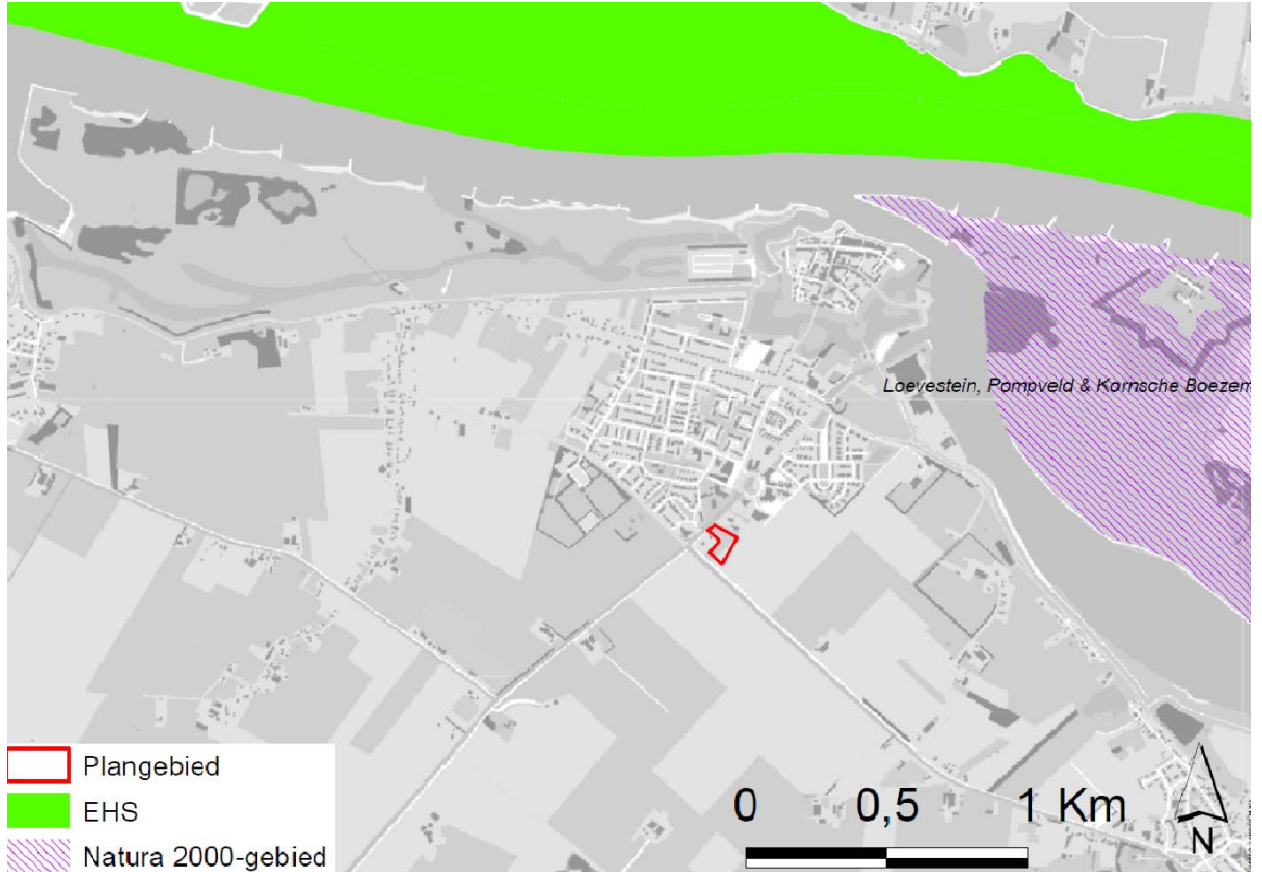 Loevestein, Pompveld & Kornsche Boezem
Plangebied
EHS
Natura 2000-gebied
0 0,5 1 Km
N